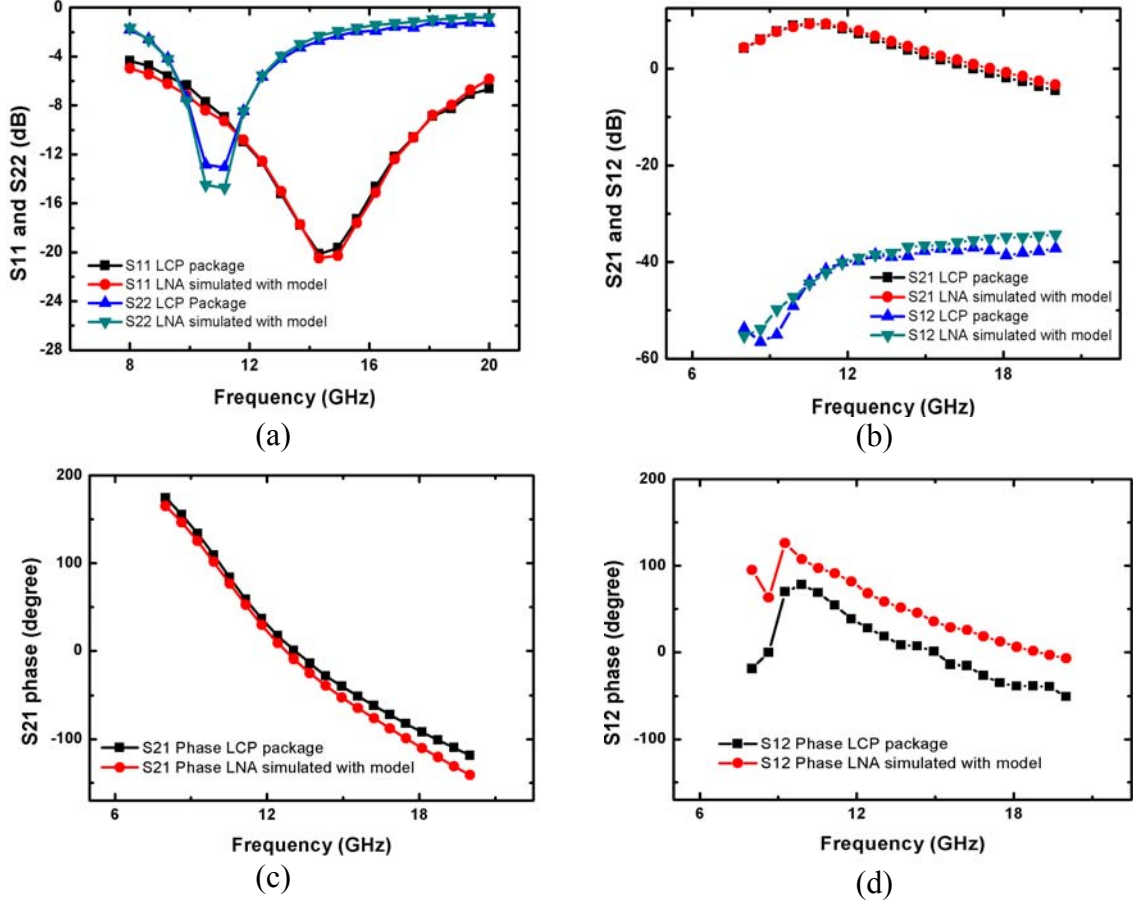 0
-4
-8
-12
-16
-20
-24
-28
S11 and S22 (dB)
S11 LCP package
S11 LNA simulated with model
S22 LCP Package
S22 LNA simulated with model
8 12 16 20
Frequency (GHz)
(a)
0
-20
-40
-60
S21 and S12 (dB)
S21 LCP package
S21 LNA simulated with model
S12 LCP package
S12 LNA simulated with model
6 12 18
Frequency (GHz)
(b)
200
100
0
-100
S21 phase (degree)
S21 Phase LCP package
S21 Phase LNA simulated with model
6 12 18
Frequency (GHz)
(c)
200
100
0
-100
S12 phase (degree)
S12 Phase LCP package
S12 Phase LNA simulated with model
6 12 18
Frequency (GHz)
(d)